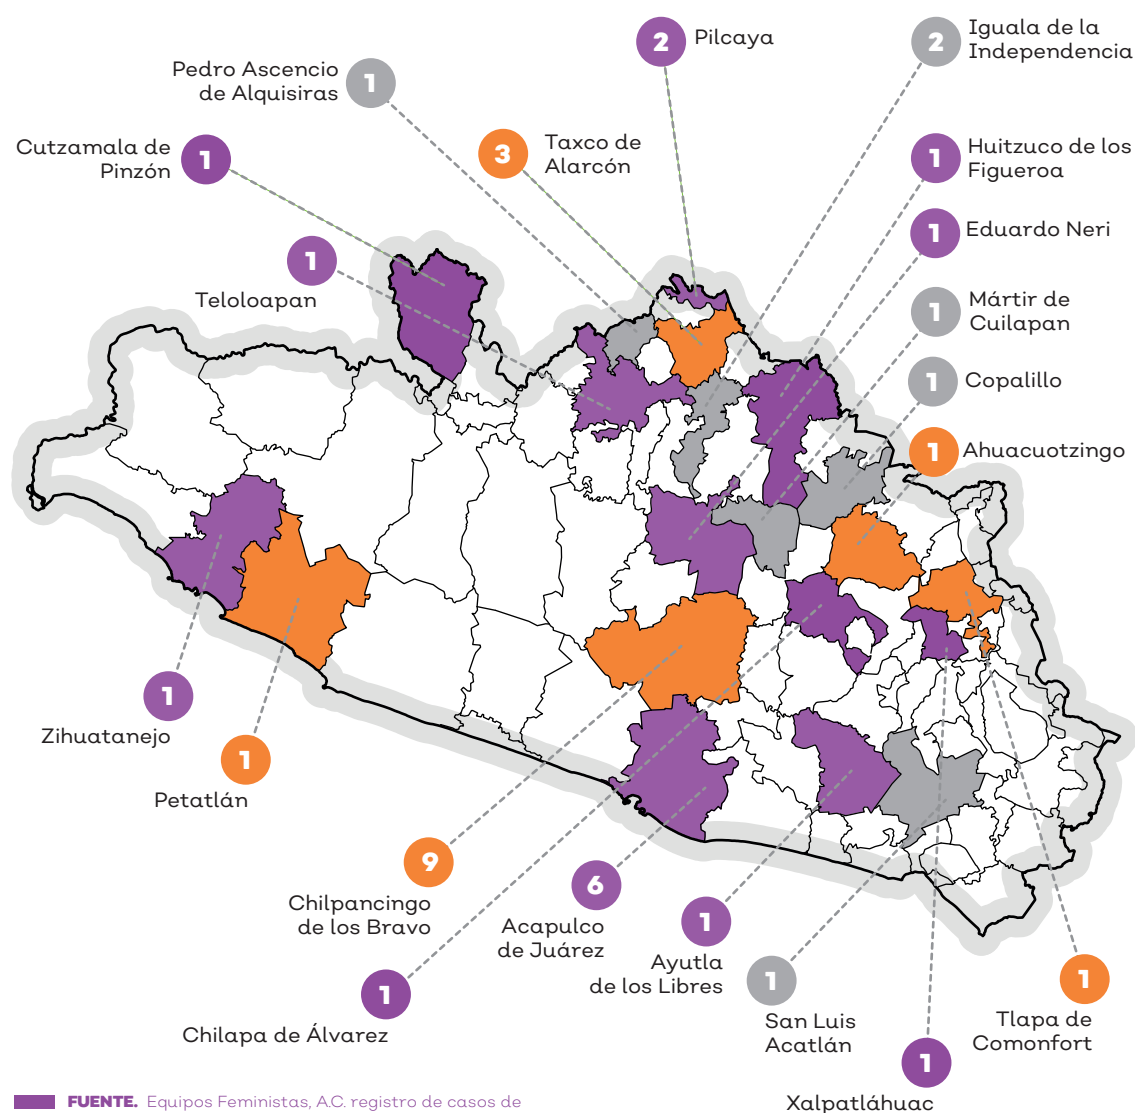 2
Pilcaya
2
Iguala de la
Independencia
Pedro Ascencio
de Alquisiras
1
Cutzamala de
Pinzón
1
3
Taxco de
Alarcón
1
Huitzuco de los
Figueroa
1
Eduardo Neri
1
Teloloapan
1
Mártir de
Cuilapan
1
Copalillo
1
Ahuacuotzingo
1
Zihuatanejo
1
Petatlán
9
Chilpancingo
de los Bravo
6
Acapulco
de Juárez
1
Ayutla
de los Libres
1
Chilapa de Álvarez
1
San Luis
Acatlán
1
Tlapa de
Comonfort
1
Xalpatláhuac
FUENTE. Equipos Feministas, A.C. registro de casos de